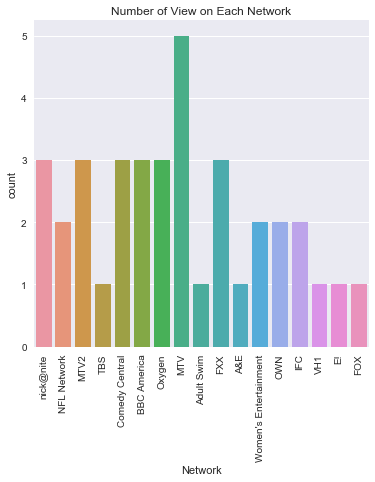 Number of View on Each Network
5
4
3
2
1
0
count
nick@nite
NFL Network
MTV2
TBS
Comedy Central
BBC America
Oxygen
MTV
Adult Swim
FXX
A&E
Women's Entertainment
OWN
IFC
VH1
E!
FOX
Network